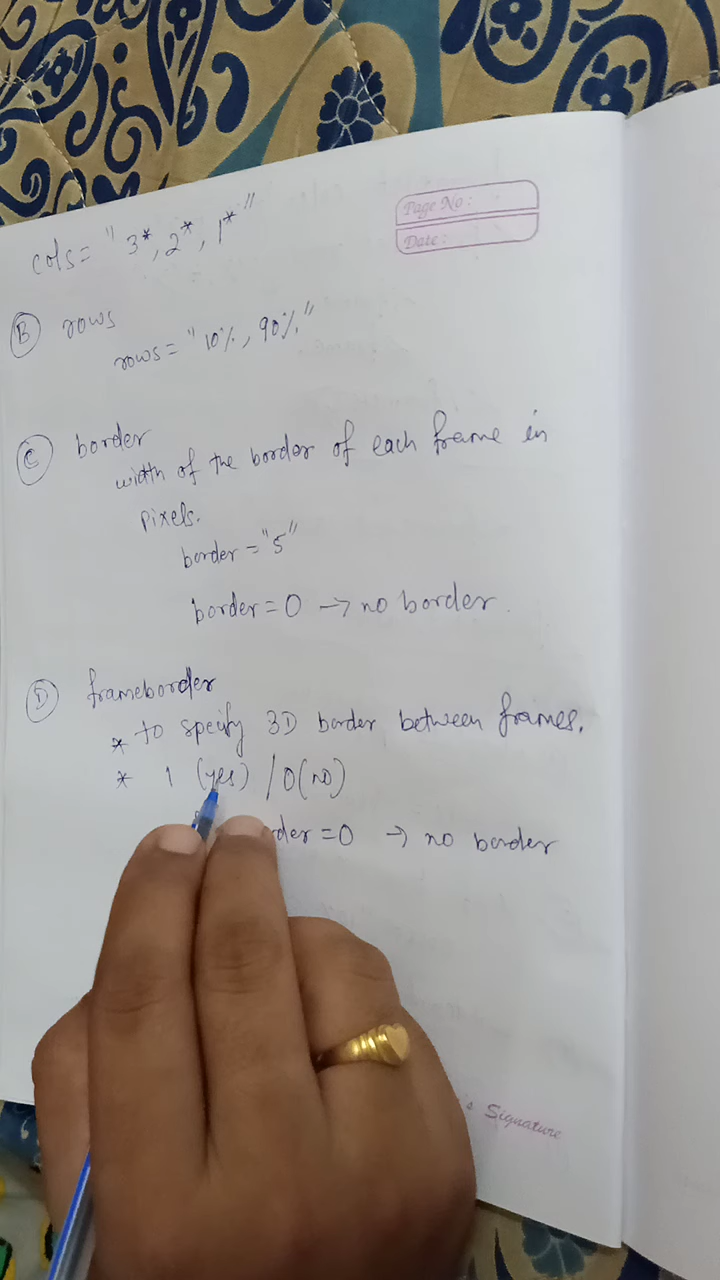 Page No :
Date :
cols = "3*, 2*, 1*"
(B) rows
rows = "10%, 90%"
(C) border
width of the border of each frame in
pixels.
border = "5"
border = 0 → no border.
(D) frameborder
* to specify 3D border between frames.
* 1 (yes) / 0 (no)
rder = 0 → no border
's Signature